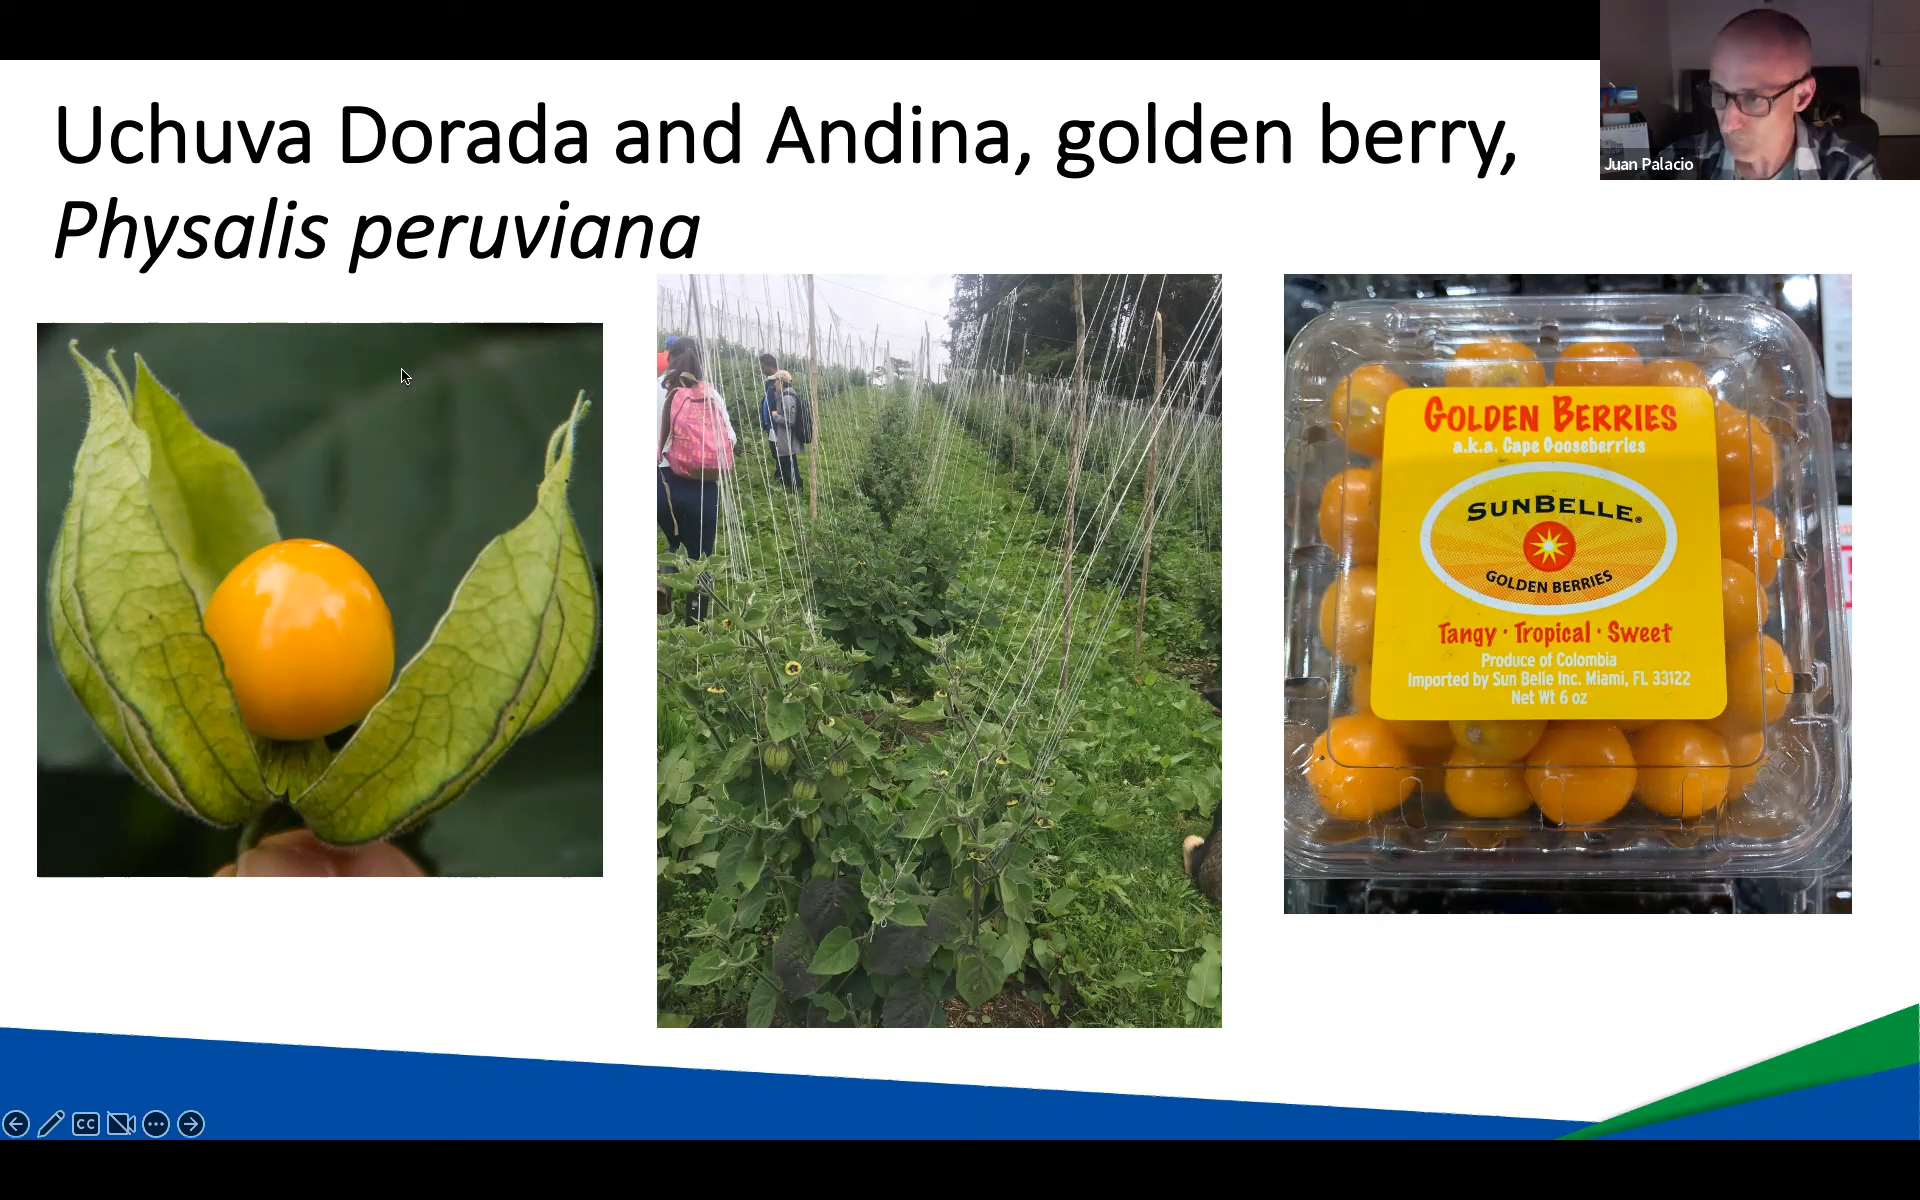 Uchuva Dorada and Andina, golden berry,
Physalis peruviana
Juan Palacio
GOLDEN BERRIES
a.k.a. Cape Gooseberries
SUNBELLE®
GOLDEN BERRIES
Tangy · Tropical · Sweet
Produce of Colombia
Imported by Sun Belle Inc. Miami, FL 33122
Net Wt 6 oz
CC